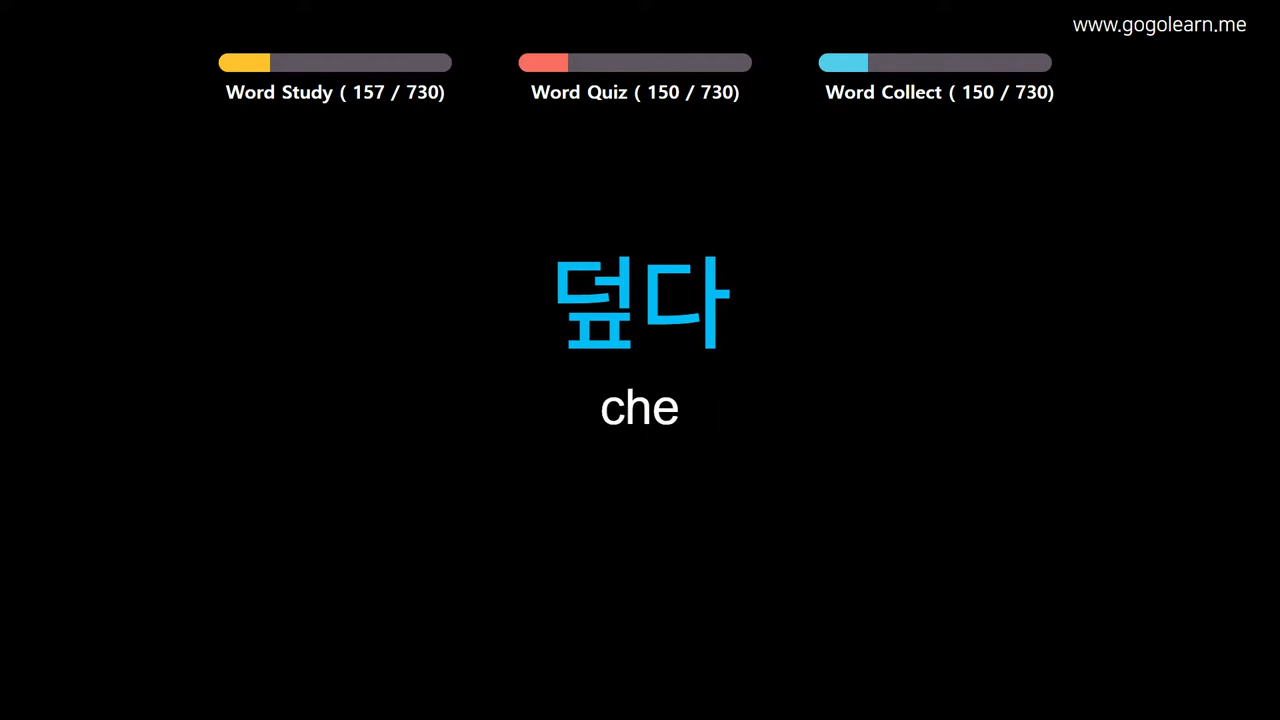 www.gogolearn.me
Word Study ( 157 / 730)
Word Quiz ( 150 / 730)
Word Collect ( 150 / 730)
덮다
che